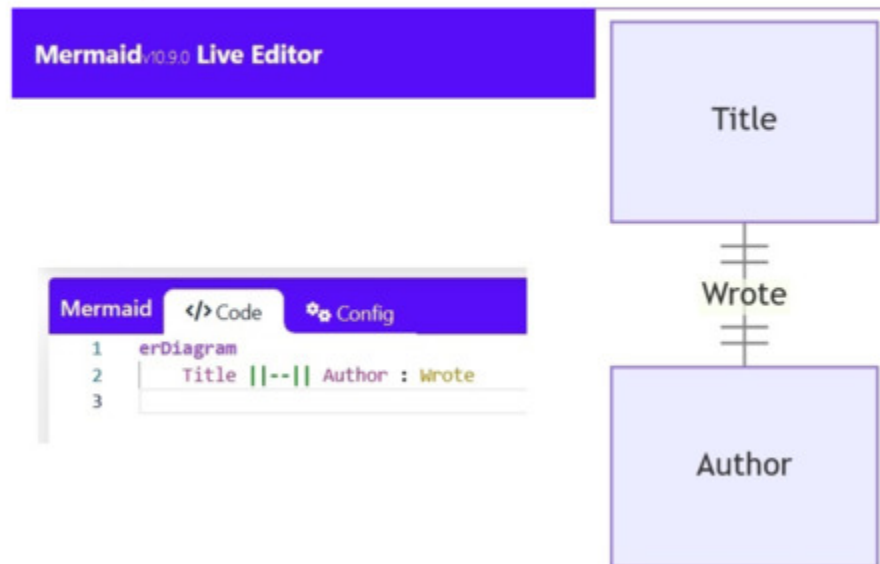 Mermaid v10.9.0 Live Editor
Title
Wrote
Author
Mermaid </> Code Config
1 erDiagram
2 Title ||--|| Author : Wrote
3